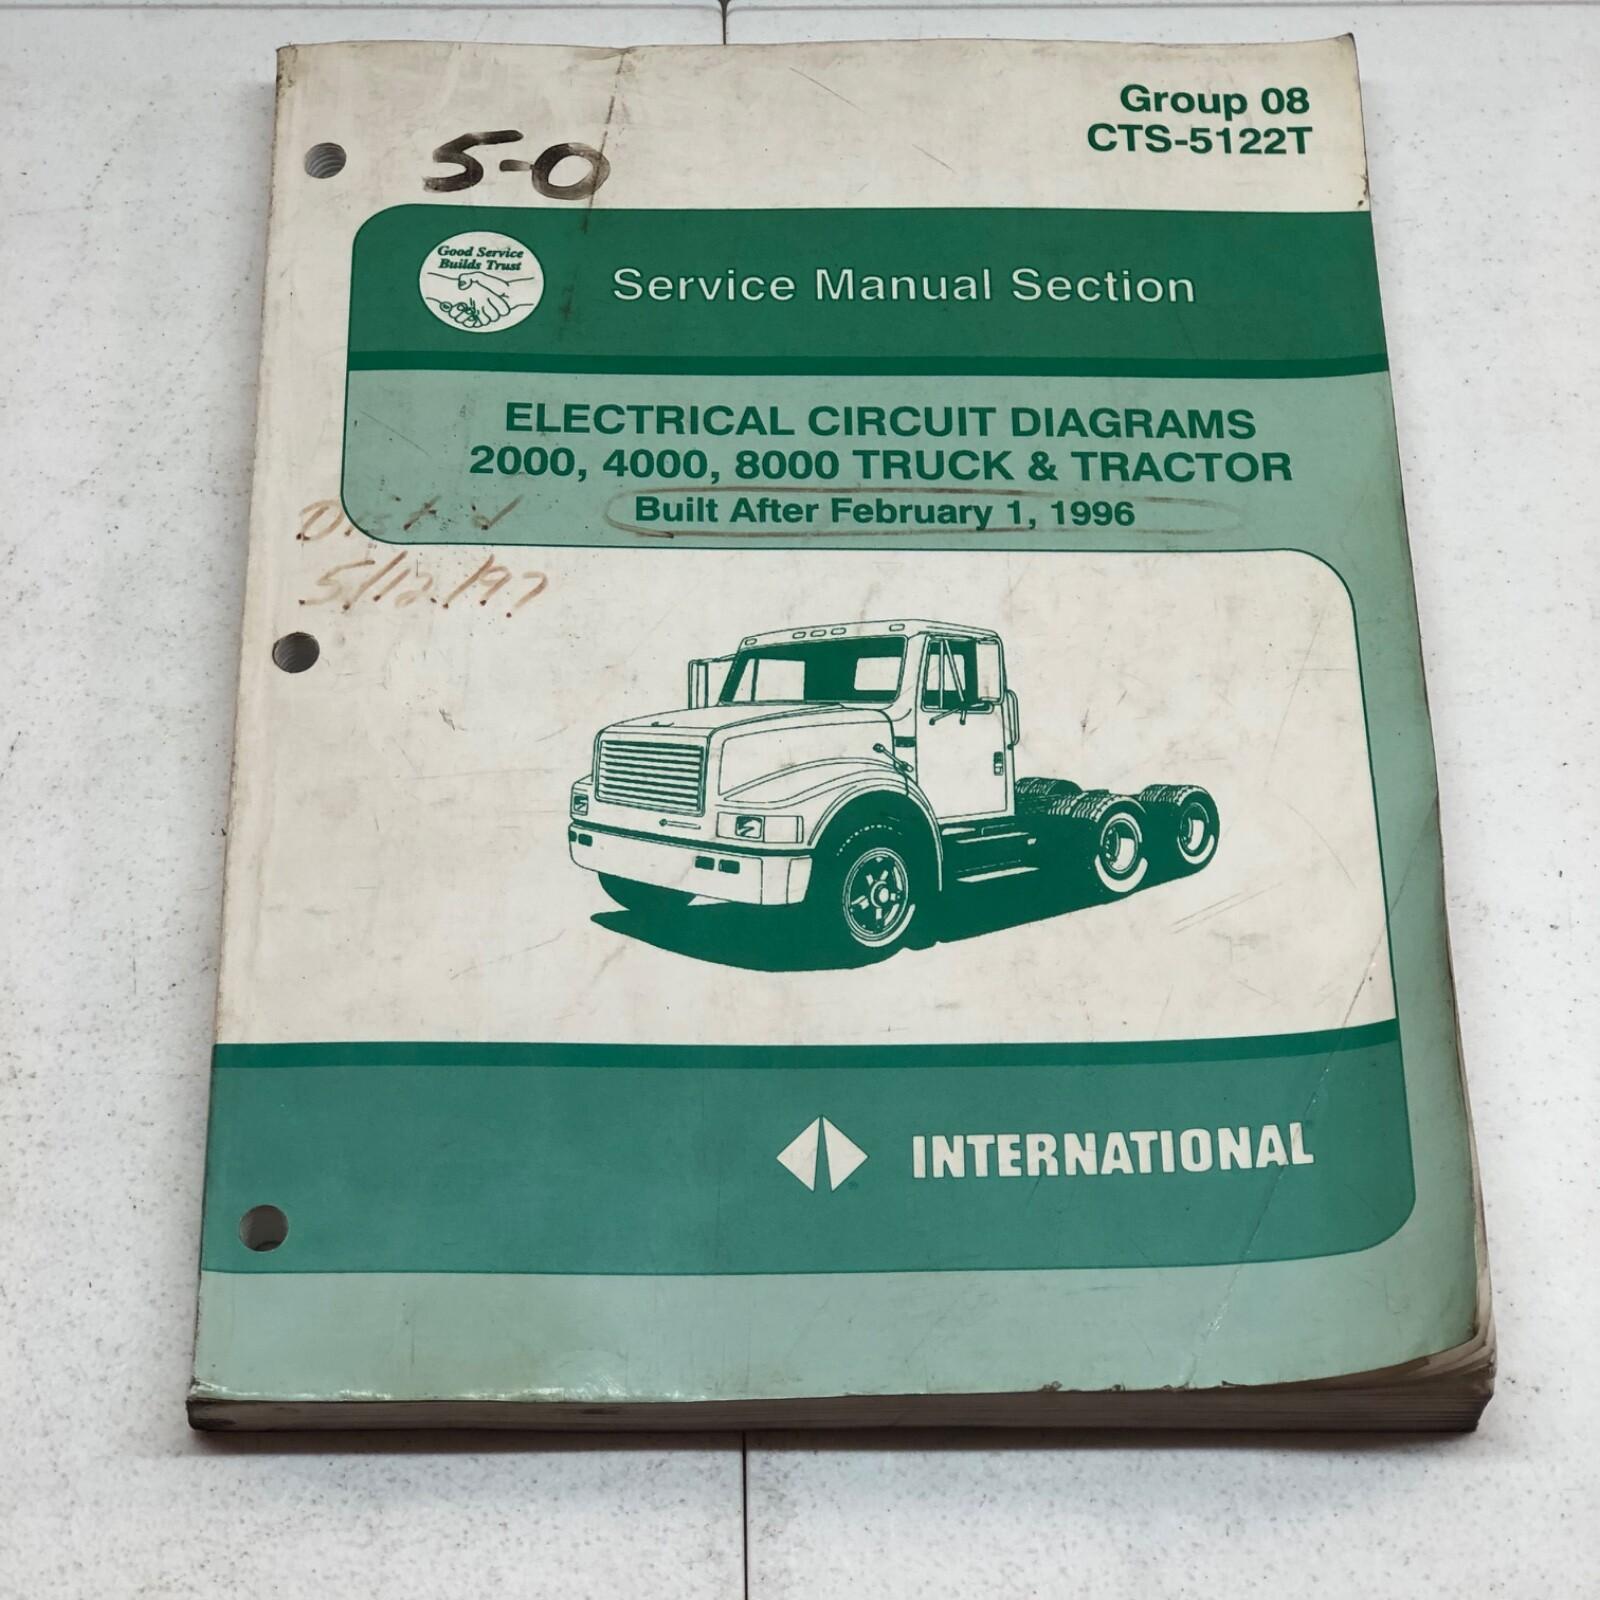 Group 08
CTS-5122T
5-0
Good Service
Builds Trust
Service Manual Section
ELECTRICAL CIRCUIT DIAGRAMS
2000, 4000, 8000 TRUCK & TRACTOR
Built After February 1, 1996
5/12/97
INTERNATIONAL